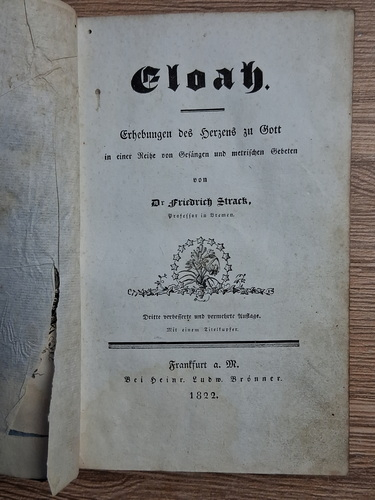 Eloah.
Erhebungen des Herzens zu Gott
in einer Reihe von Gesängen und metrischen Gebeten
von
Dr Friedrich Strack,
Professor in Bremen.
Dritte verbesserte und vermehrte Auflage.
Mit einem Titelkupfer.
Frankfurt a. M.
Bei Heinr. Ludw. Brönner.
1822.